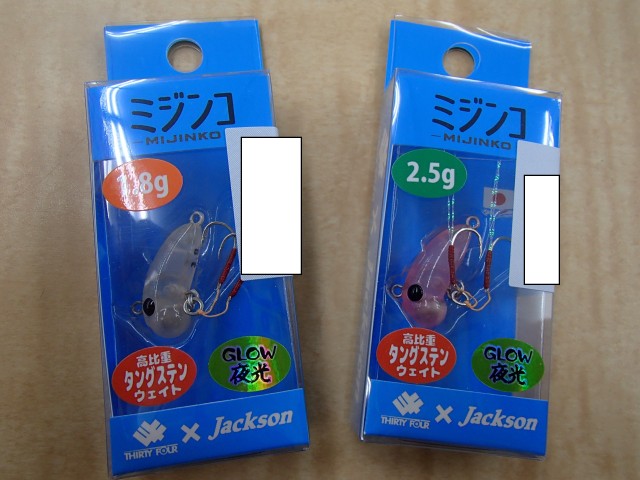 ミジンコ
MIJINKO
1.8g
高比重
タングステン
ウェイト
GLOW
夜光
THIRTY FOUR
×
Jackson
ミジンコ
MIJINKO
2.5g
高比重
タングステン
ウェイト
GLOW
夜光
THIRTY FOUR
×
Jackson